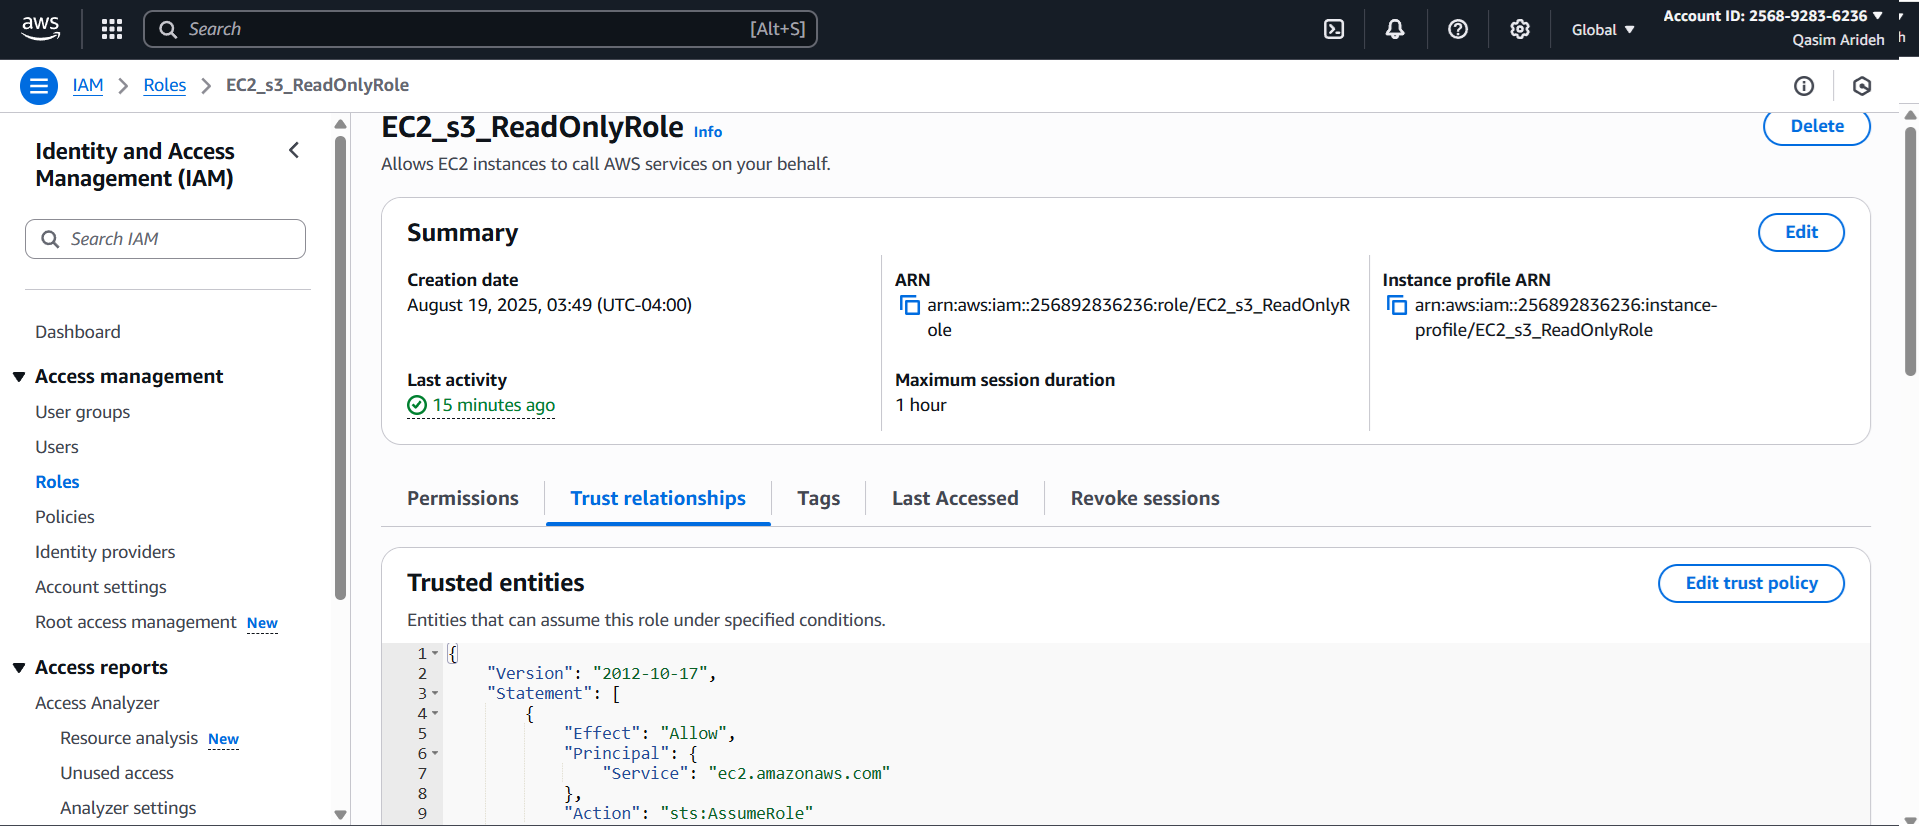 aws
Search
[Alt+S]
Global
Account ID: 2568-9283-6236
Qasim Arideh
h
IAM
Roles
EC2_s3_ReadOnlyRole
Identity and Access
Management (IAM)
Search IAM
Dashboard
Access management
User groups
Users
Roles
Policies
Identity providers
Account settings
Root access management New
Access reports
Access Analyzer
Resource analysis New
Unused access
Analyzer settings
EC2_s3_ReadOnlyRole Info
Delete
Allows EC2 instances to call AWS services on your behalf.
Summary
Edit
Creation date
August 19, 2025, 03:49 (UTC-04:00)
ARN
arn:aws:iam::256892836236:role/EC2_s3_ReadOnlyR
ole
Instance profile ARN
arn:aws:iam::256892836236:instance-
profile/EC2_s3_ReadOnlyRole
Last activity
15 minutes ago
Maximum session duration
1 hour
Permissions
Trust relationships
Tags
Last Accessed
Revoke sessions
Trusted entities
Edit trust policy
Entities that can assume this role under specified conditions.
1 {
2 "Version": "2012-10-17",
3 "Statement": [
4 {
5 "Effect": "Allow",
6 "Principal": {
7 "Service": "ec2.amazonaws.com"
8 },
9 "Action": "sts:AssumeRole"